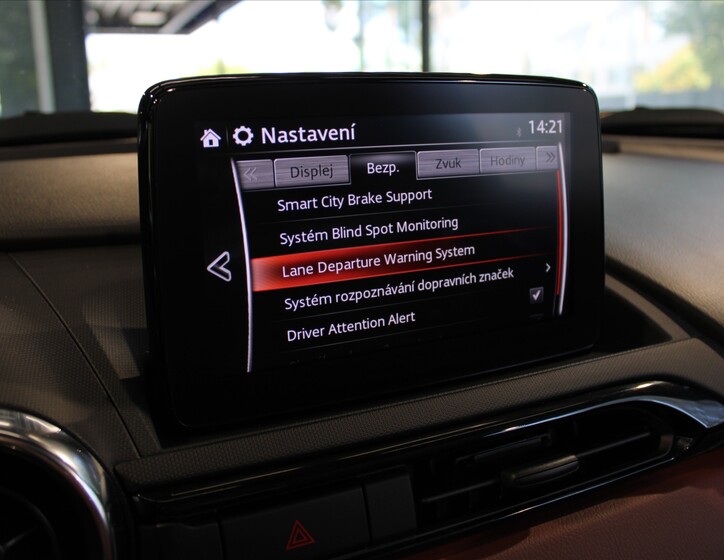 Nastavení 14:21
Displej Bezp. Zvuk Hodiny
Smart City Brake Support
Systém Blind Spot Monitoring
Lane Departure Warning System
Systém rozpoznávání dopravních značek
Driver Attention Alert